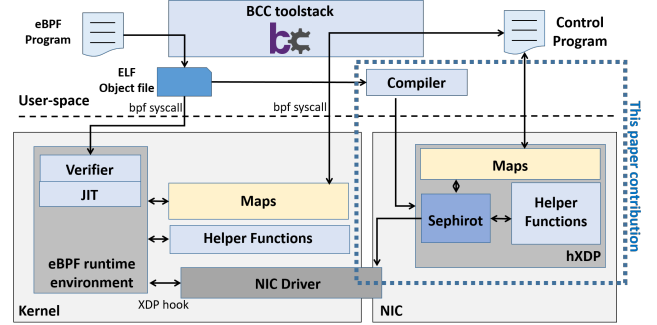 eBPF
Program
BCC toolstack
bc
Control
Program
ELF
Object file
Compiler
User-space
bpf syscall
bpf syscall
This paper contribution
Verifier
JIT
Maps
Helper Functions
eBPF runtime
environment
NIC Driver
XDP hook
Kernel
Maps
Sephirot
Helper
Functions
hXDP
NIC